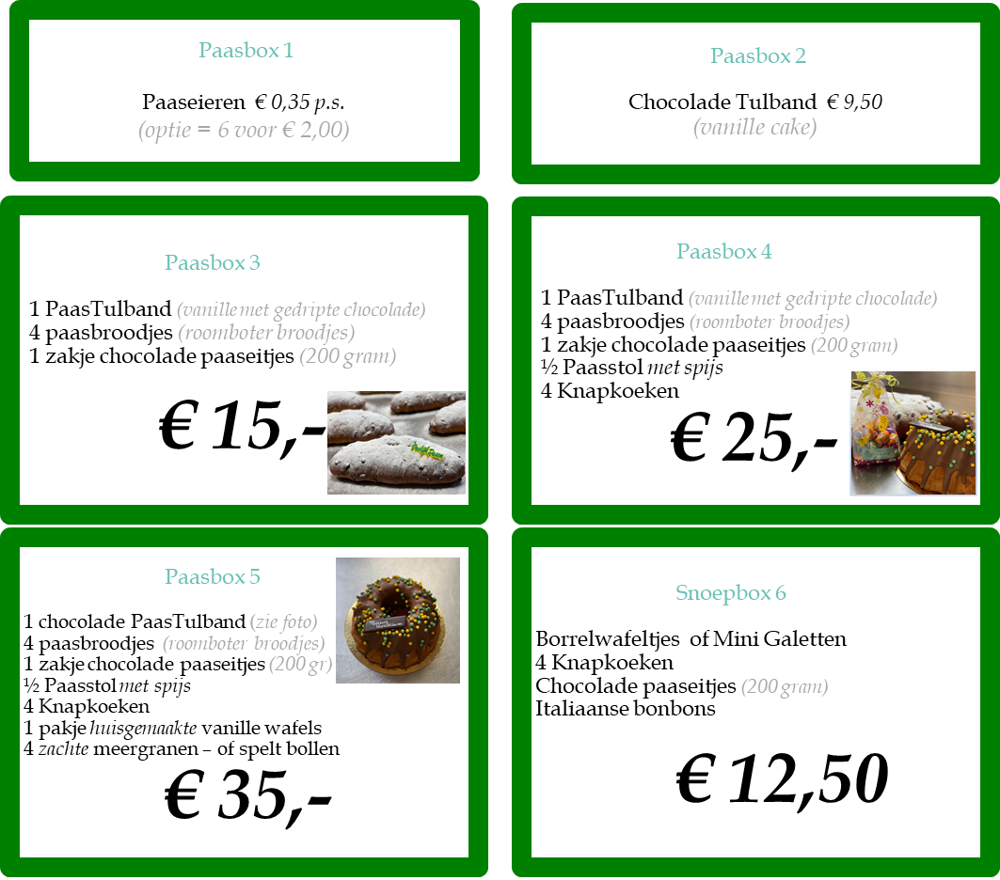 Paasbox 1
Paaseieren € 0,35 p.s.
(optie = 6 voor € 2,00)
Paasbox 2
Chocolade Tulband € 9,50
(vanille cake)
Paasbox 3
1 PaasTulband (vanille met gedripte chocolade)
4 paasbroodjes (roomboter broodjes)
1 zakje chocolade paaseitjes (200 gram)
€ 15,-
Paasbox 4
1 PaasTulband (vanille met gedripte chocolade)
4 paasbroodjes (roomboter broodjes)
1 zakje chocolade paaseitjes (200 gram)
½ Paasstol met spijs
4 Knapkoeken
€ 25,-
Paasbox 5
1 chocolade PaasTulband (zie foto)
4 paasbroodjes (roomboter broodjes)
1 zakje chocolade paaseitjes (200 gr)
½ Paasstol met spijs
4 Knapkoeken
1 pakje huisgemaakte vanille wafels
4 zachte meergranen – of spelt bollen
€ 35,-
Snoepbox 6
Borrelwafeltjes of Mini Galetten
4 Knapkoeken
Chocolade paaseitjes (200 gram)
Italiaanse bonbons
€ 12,50